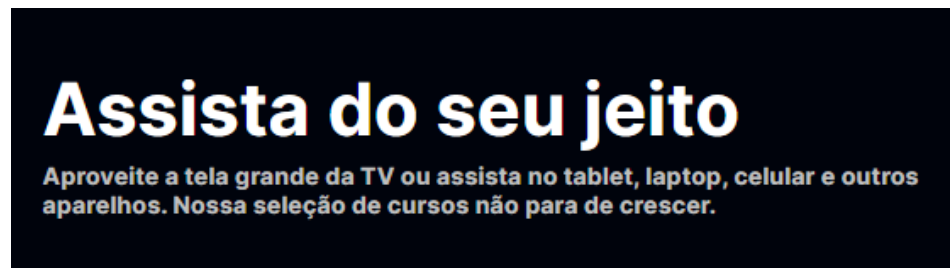 Assista do seu jeito
Aproveite a tela grande da TV ou assista no tablet, laptop, celular e outros
aparelhos. Nossa seleção de cursos não para de crescer.